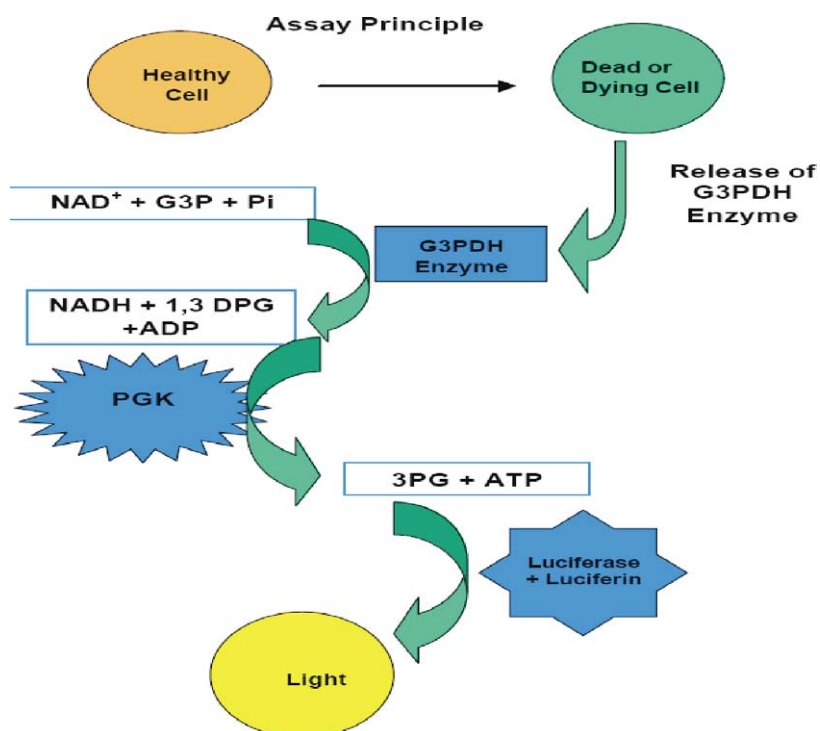 Assay Principle
Healthy
Cell
Dead or
Dying Cell
Release of
G3PDH
Enzyme
NAD⁺ + G3P + Pi
G3PDH
Enzyme
NADH + 1,3 DPG
+ADP
PGK
3PG + ATP
Luciferase
+ Luciferin
Light